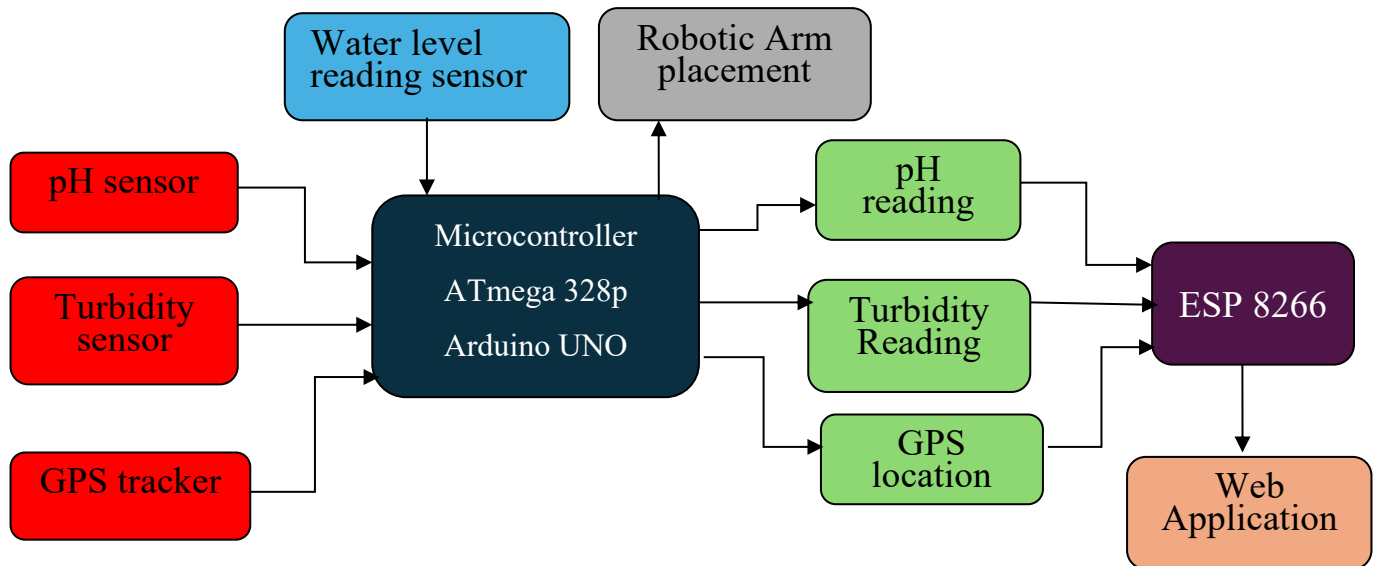 Water level
reading sensor
Robotic Arm
placement
pH sensor
Turbidity
sensor
GPS tracker
Microcontroller
ATmega 328p
Arduino UNO
pH
reading
Turbidity
Reading
GPS
location
ESP 8266
Web
Application